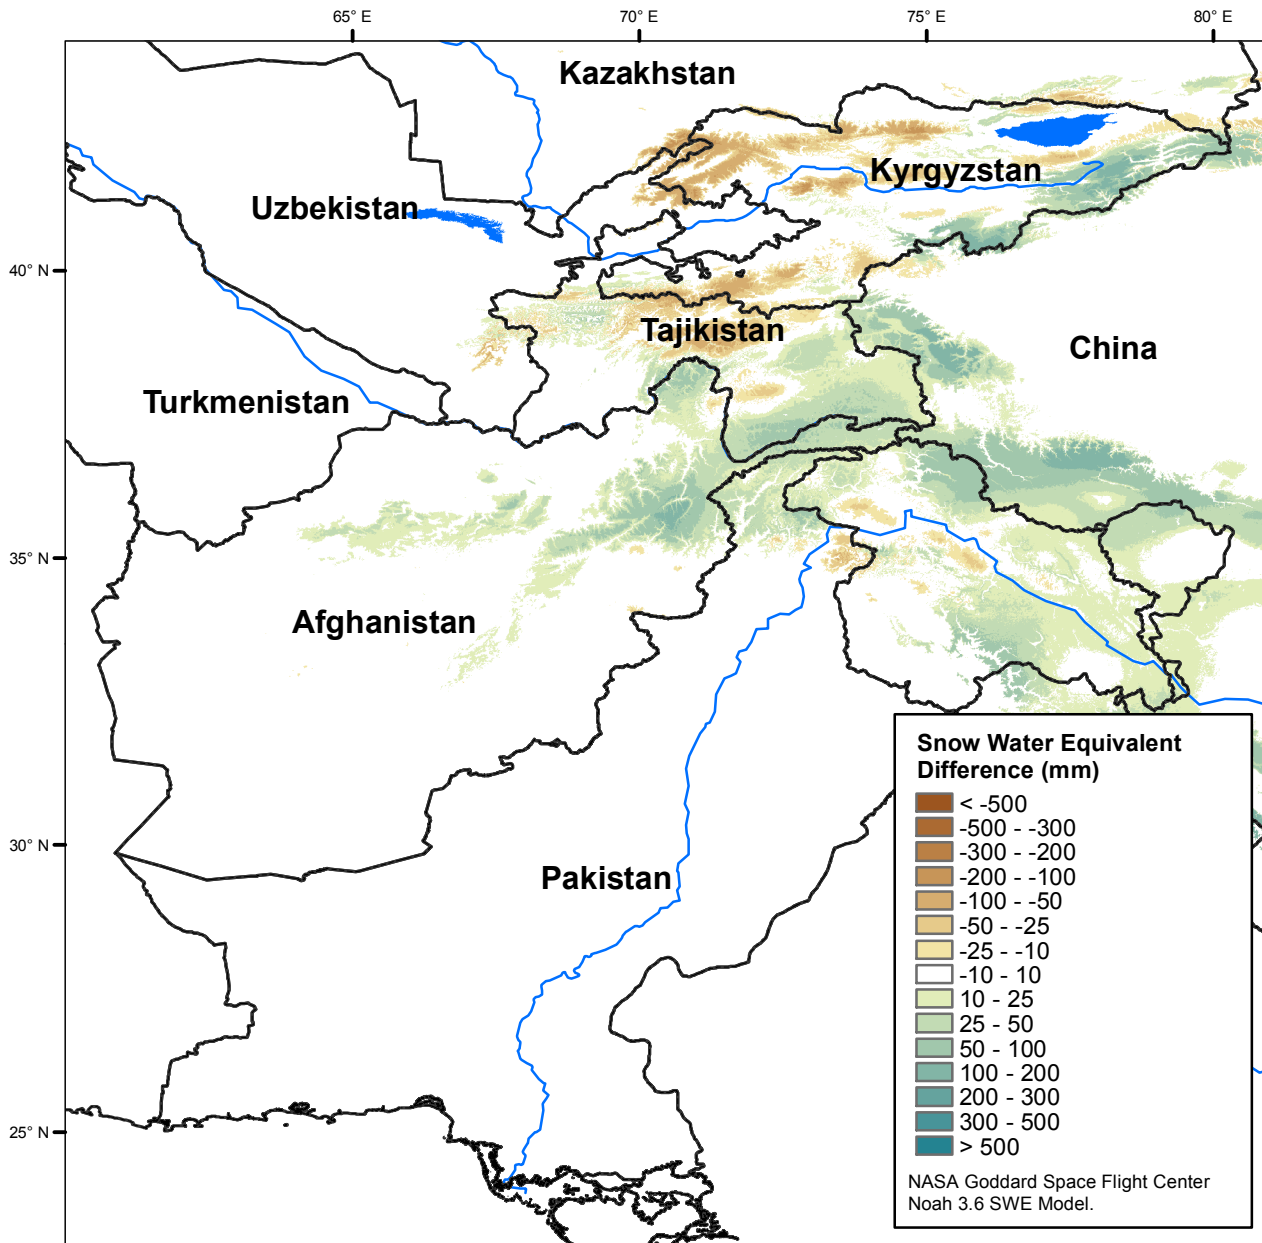 65° E
70° E
75° E
80° E
Kazakhstan
Kyrgyzstan
Uzbekistan
40° N
Tajikistan
China
Turkmenistan
35° N
Afghanistan
Snow Water Equivalent
Difference (mm)
< -500
-500 - -300
-300 - -200
-200 - -100
-100 - -50
-50 - -25
-25 - -10
-10 - 10
10 - 25
25 - 50
50 - 100
100 - 200
200 - 300
300 - 500
> 500
NASA Goddard Space Flight Center
Noah 3.6 SWE Model.
30° N
Pakistan
25° N